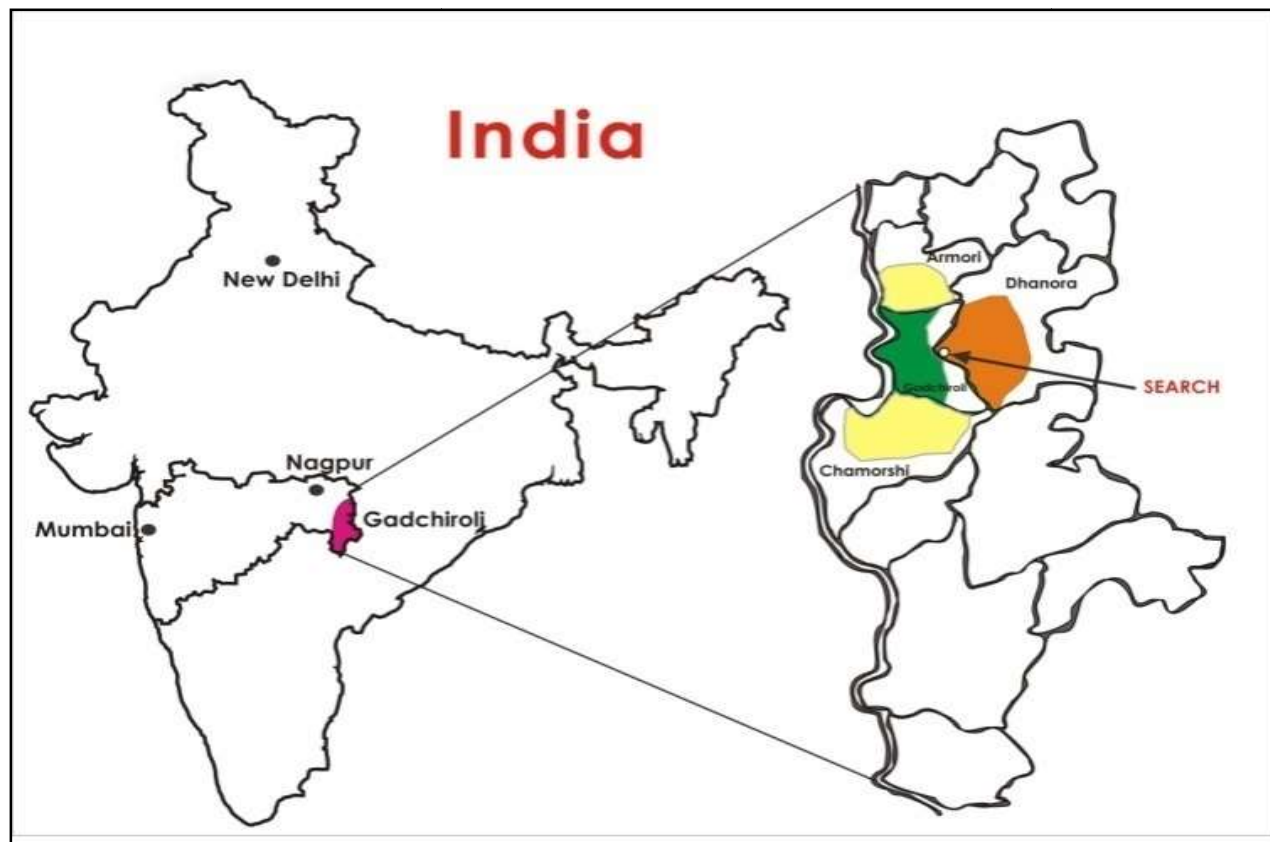 India
New Delhi
Nagpur
Mumbai
Gadchiroli
Armori
Dhanora
Gadchiroli
SEARCH
Chamorshi